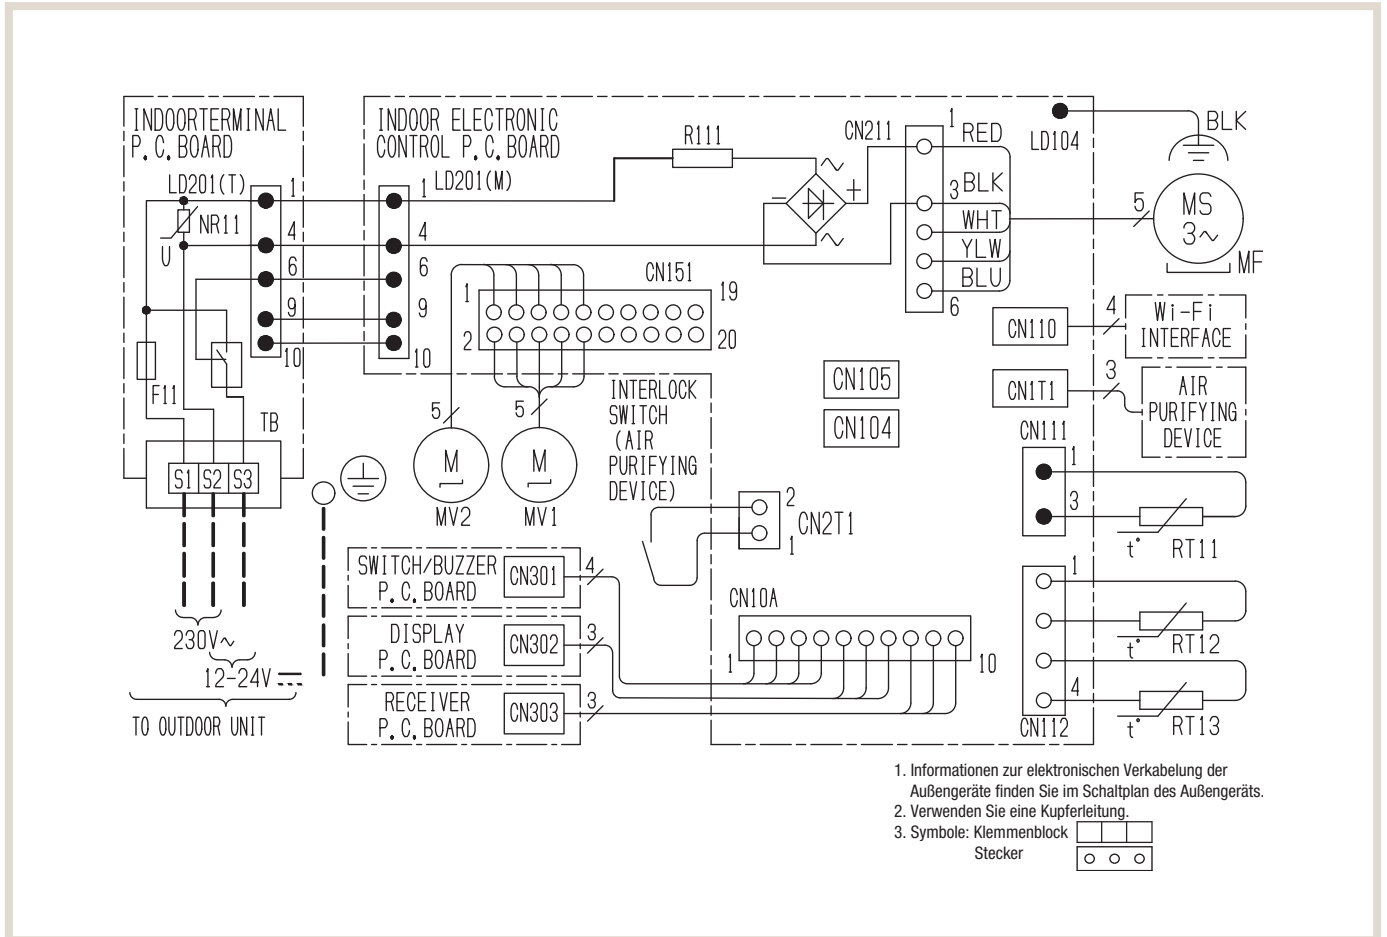 INDOORTERMINAL
P.C.BOARD
LD201(T)
1
NR11
U
4
6
9
10
F11
TB
S1 S2 S3
230V~
12-24V
TO OUTDOOR UNIT
INDOOR ELECTRONIC
CONTROL P.C.BOARD
LD201(M)
1
4
6
9
10
R111
~
- +
~
CN211
1
RED
3
BLK
WHT
YLW
BLU
6
LD104
BLK
5
MS
3~
MF
CN151
1
19
2
20
5
5
M
M
MV2
MV1
INTERLOCK
SWITCH
(AIR
PURIFYING
DEVICE)
CN105
CN104
CN110
4
Wi-Fi
INTERFACE
CN1T1
3
AIR
PURIFYING
DEVICE
CN111
1
3
t°
RT11
2
CN2T1
1
1
t°
RT12
4
t°
RT13
CN112
SWITCH/BUZZER
P.C.BOARD
CN301
4
DISPLAY
P.C.BOARD
CN302
3
RECEIVER
P.C.BOARD
CN303
3
CN10A
1
10
1. Informationen zur elektronischen Verkabelung der
Außengeräte finden Sie im Schaltplan des Außengeräts.
2. Verwenden Sie eine Kupferleitung.
3. Symbole: Klemmenblock
Stecker